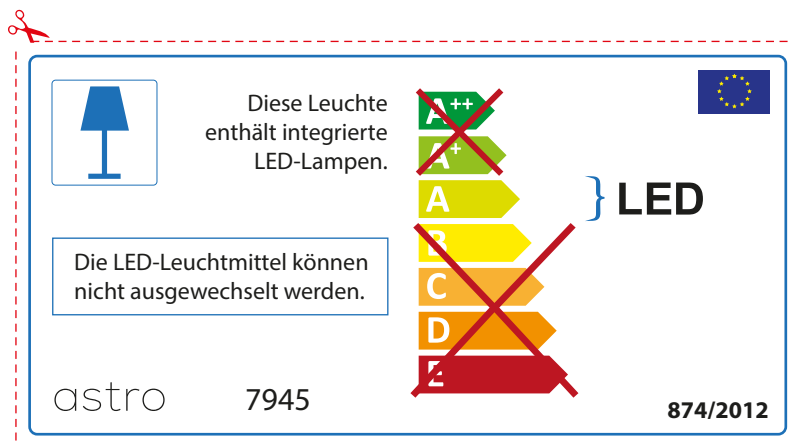 Diese Leuchte
enthält integrierte
LED-Lampen.
Die LED-Leuchtmittel können
nicht ausgewechselt werden.
A++
A+
A
B
C
D
E
LED
astro
7945
874/2012